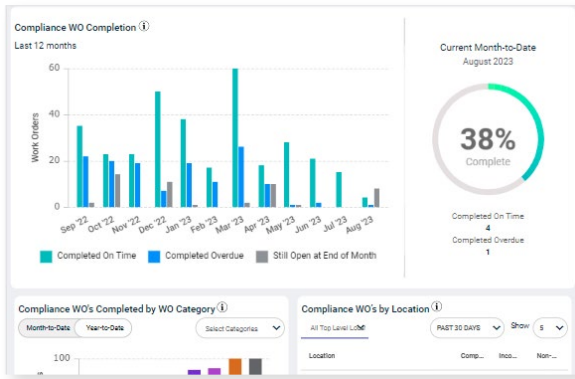 Compliance WO Completion
Last 12 months
60
40
20
0
Work Orders
Sep '22
Oct '22
Nov '22
Dec '22
Jan '23
Feb '23
Mar '23
Apr '23
May '23
Jun '23
Jul '23
Aug '23
Completed On Time
Completed Overdue
Still Open at End of Month
Current Month-to-Date
August 2023
38%
Complete
Completed On Time
4
Completed Overdue
1
Compliance WO's Completed by WO Category
Month-to-Date
Year-to-Date
Select Categories
100
Compliance WO's by Location
All Top Level
PAST 30 DAYS
Show
5
Location
Comp...
Inco...
Non-...